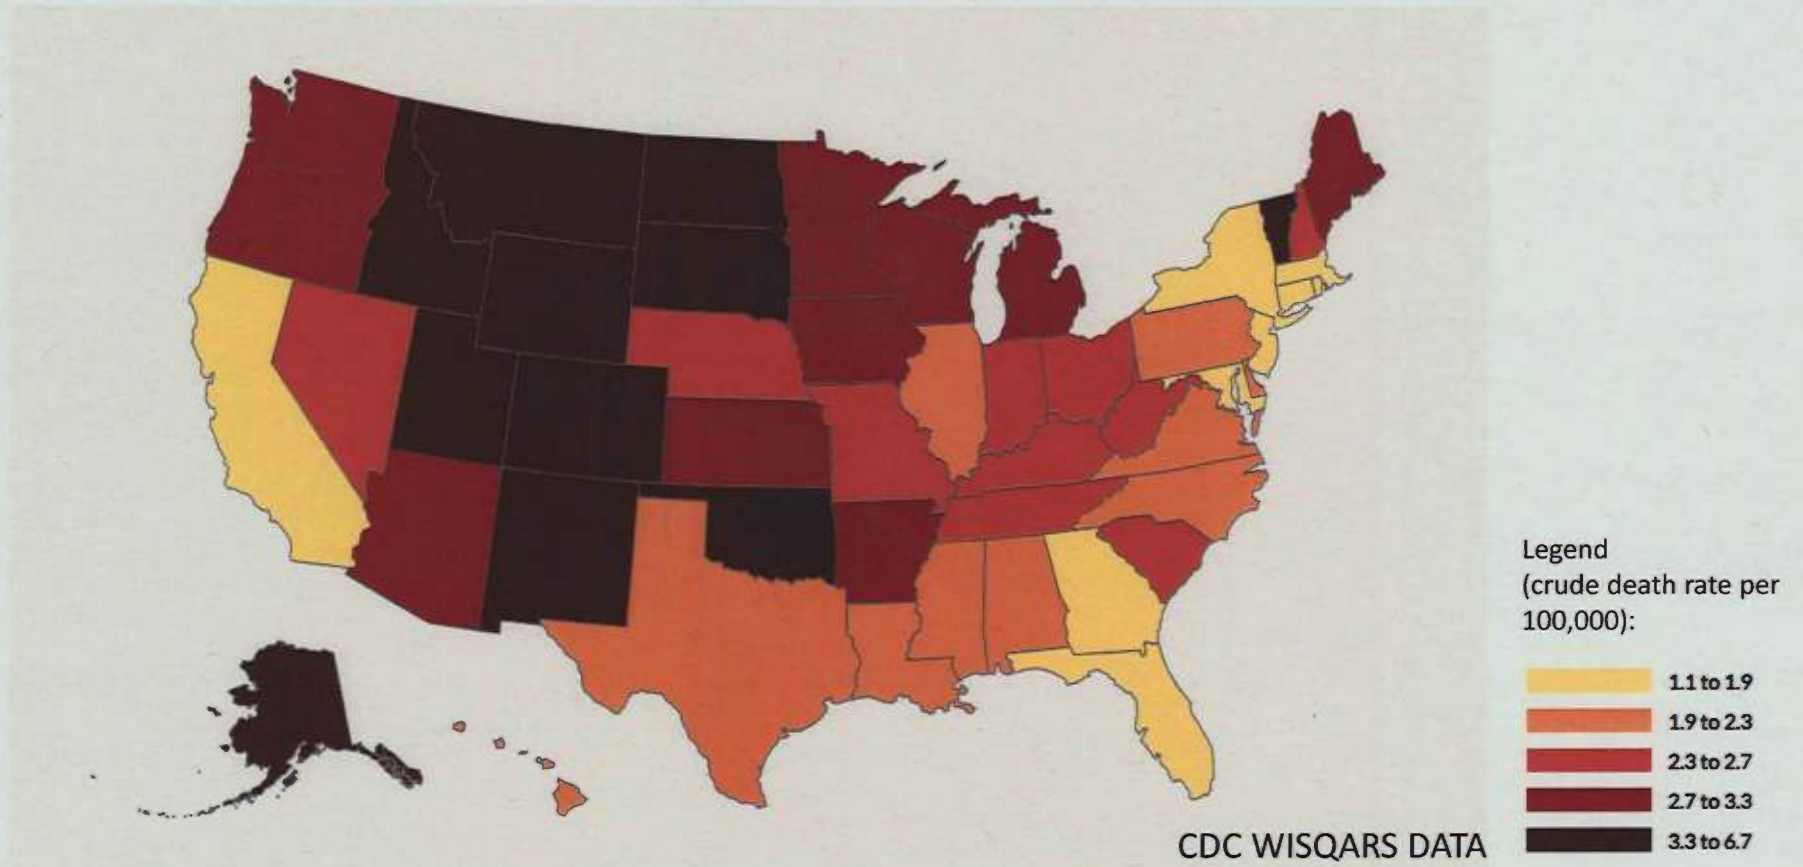 Legend
(crude death rate per
100,000):
1.1 to 1.9
1.9 to 2.3
2.3 to 2.7
2.7 to 3.3
3.3 to 6.7
CDC WISQARS DATA